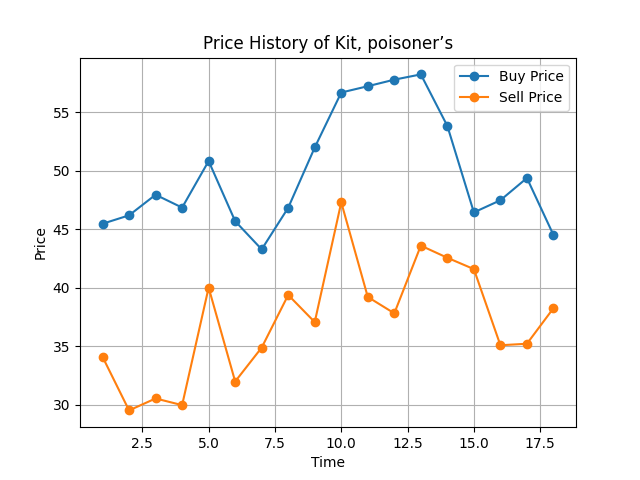 Price History of Kit, poisoner’s
Buy Price
Sell Price
Price
55
50
45
40
35
30
2.5 5.0 7.5 10.0 12.5 15.0 17.5
Time